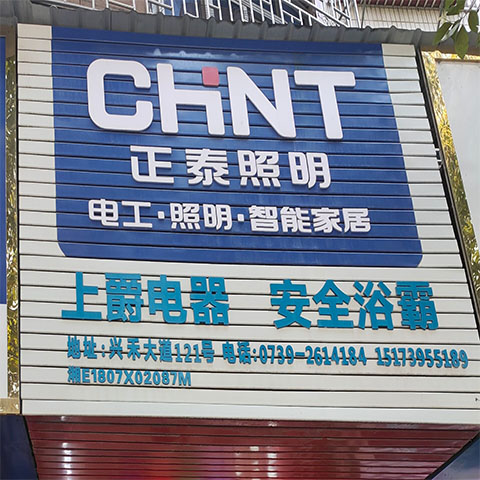 CHNT
正泰照明
电工·照明·智能家居
上爵电器 安全浴霸
地址:兴禾大道121号 电话:0739-2614184 15173955189
湘E1807X02087M